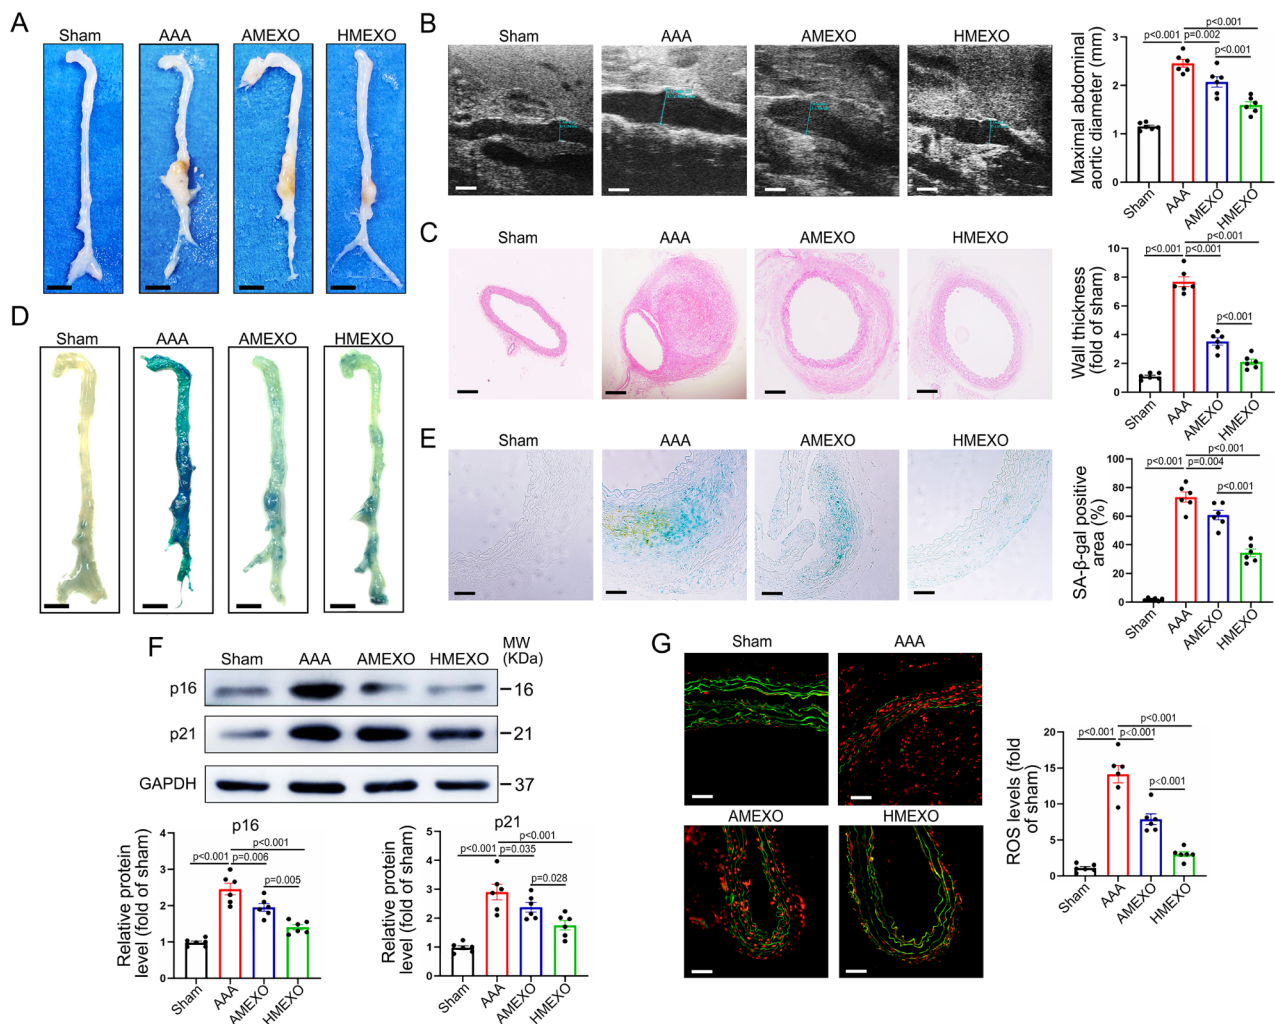 A
Sham
AAA
AMEXO
HMEXO
B
Sham
AAA
AMEXO
HMEXO
Maximal abdominal
aortic diameter (mm)
3
2
1
0
p<0.001
p<0.001
p=0.002
p<0.001
Sham
AAA
AMEXO
HMEXO
C
Sham
AAA
AMEXO
HMEXO
Wall thickness
(fold of sham)
10
8
6
4
2
0
p<0.001
p<0.001
p<0.001
p<0.001
Sham
AAA
AMEXO
HMEXO
D
Sham
AAA
AMEXO
HMEXO
E
Sham
AAA
AMEXO
HMEXO
SA-β-gal positive
area (%)
100
80
60
40
20
0
p<0.001
p<0.001
p=0.004
p<0.001
Sham
AAA
AMEXO
HMEXO
F
Sham
AAA
AMEXO
HMEXO
MW
(KDa)
p16
16
p21
21
GAPDH
37
p16
Relative protein
level (fold of sham)
4
3
2
1
0
p<0.001
p<0.001
p=0.006
p=0.005
Sham
AAA
AMEXO
HMEXO
p21
Relative protein
level (fold of sham)
5
4
3
2
1
0
p<0.001
p<0.001
p=0.035
p=0.028
Sham
AAA
AMEXO
HMEXO
G
Sham
AAA
AMEXO
HMEXO
ROS levels (fold
of sham)
20
15
10
5
0
p<0.001
p<0.001
p<0.001
p<0.001
Sham
AAA
AMEXO
HMEXO